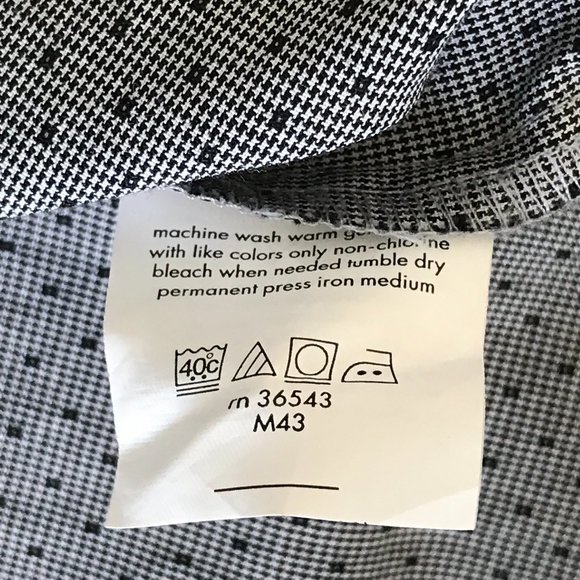 machine wash warm
with like colors only non-chlorine
bleach when needed tumble dry
permanent press iron medium
40c
rn 36543
M43